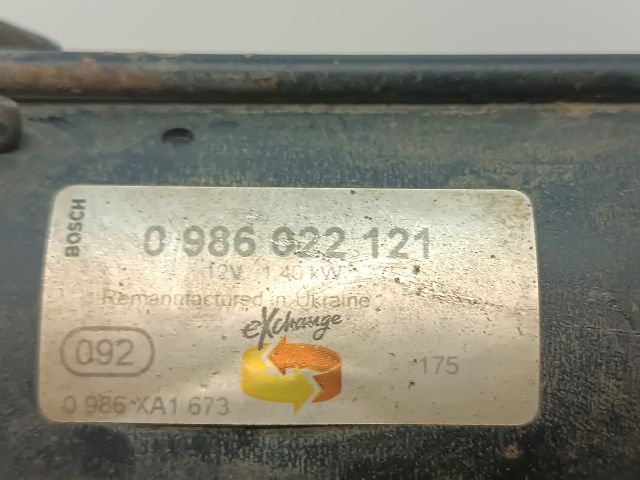 BOSCH
0 986 022 121
12V 1.40 kW
Remanufactured in Ukraine
eXchange
092
175
0 986 XA1 673